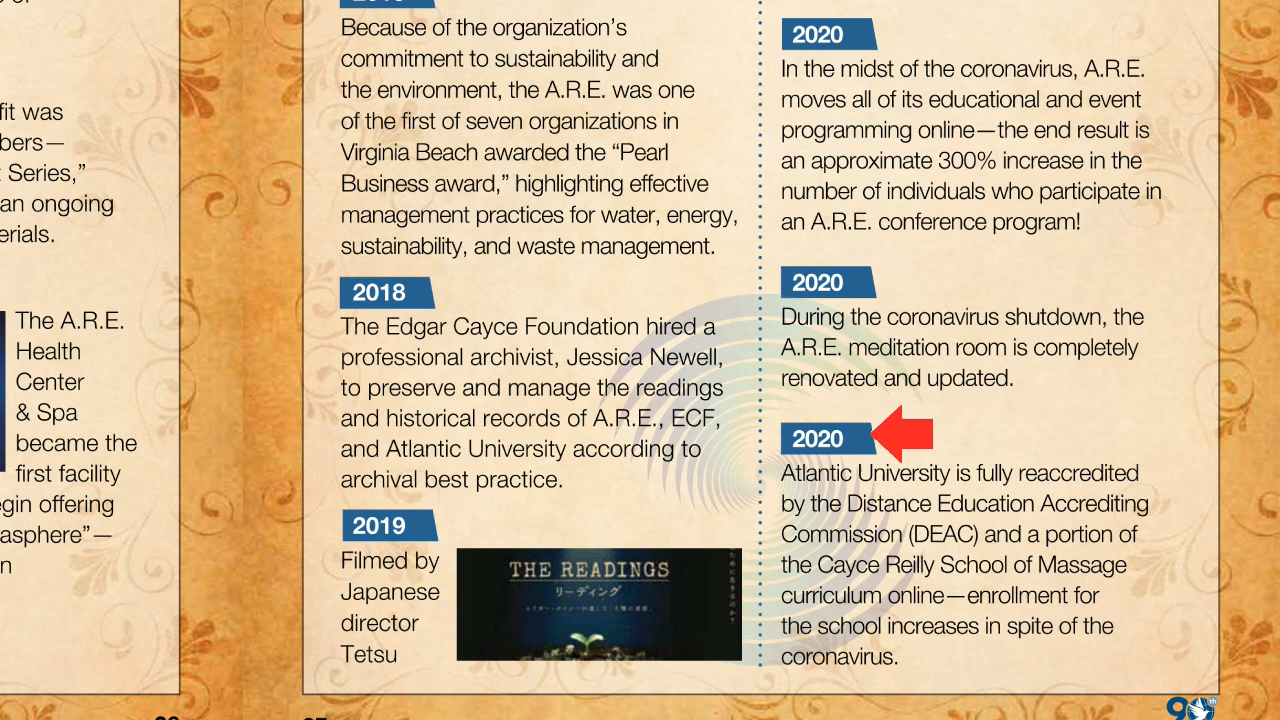 fit was
bers—
Series,”
an ongoing
erials.
The A.R.E.
Health
Center
& Spa
became the
first facility
egin offering
asphere”—
n
Because of the organization’s
commitment to sustainability and
the environment, the A.R.E. was one
of the first of seven organizations in
Virginia Beach awarded the “Pearl
Business award,” highlighting effective
management practices for water, energy,
sustainability, and waste management.
2018
The Edgar Cayce Foundation hired a
professional archivist, Jessica Newell,
to preserve and manage the readings
and historical records of A.R.E., ECF,
and Atlantic University according to
archival best practice.
2019
Filmed by
Japanese
director
Tetsu
THE READINGS
リーディング
2020
In the midst of the coronavirus, A.R.E.
moves all of its educational and event
programming online—the end result is
an approximate 300% increase in the
number of individuals who participate in
an A.R.E. conference program!
2020
During the coronavirus shutdown, the
A.R.E. meditation room is completely
renovated and updated.
2020
Atlantic University is fully reaccredited
by the Distance Education Accrediting
Commission (DEAC) and a portion of
the Cayce Reilly School of Massage
curriculum online—enrollment for
the school increases in spite of the
coronavirus.
90th